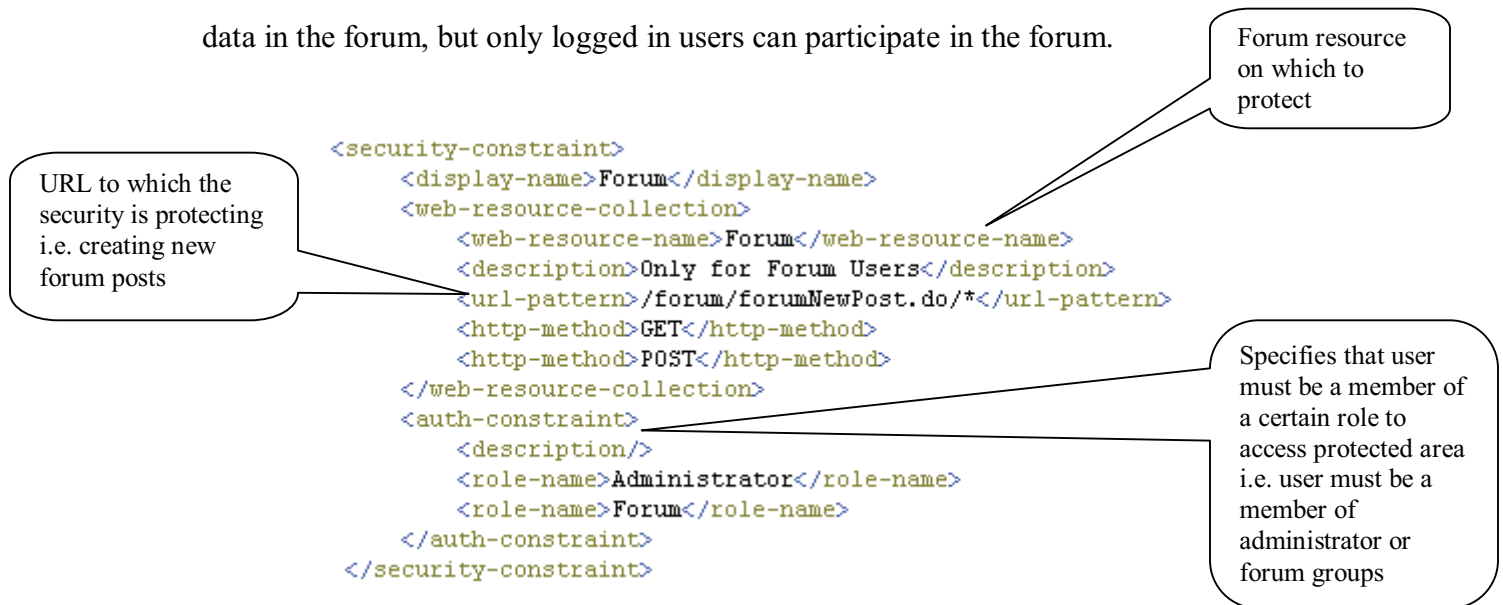 data in the forum, but only logged in users can participate in the forum.
Forum resource
on which to
protect
URL to which the
security is protecting
i.e. creating new
forum posts
<security-constraint>
<display-name>Forum</display-name>
<web-resource-collection>
<web-resource-name>Forum</web-resource-name>
<description>Only for Forum Users</description>
<url-pattern>/forum/forumNewPost.do/*</url-pattern>
<http-method>GET</http-method>
<http-method>POST</http-method>
</web-resource-collection>
<auth-constraint>
<description/>
<role-name>Administrator</role-name>
<role-name>Forum</role-name>
</auth-constraint>
</security-constraint>
Specifies that user
must be a member of
a certain role to
access protected area
i.e. user must be a
member of
administrator or
forum groups